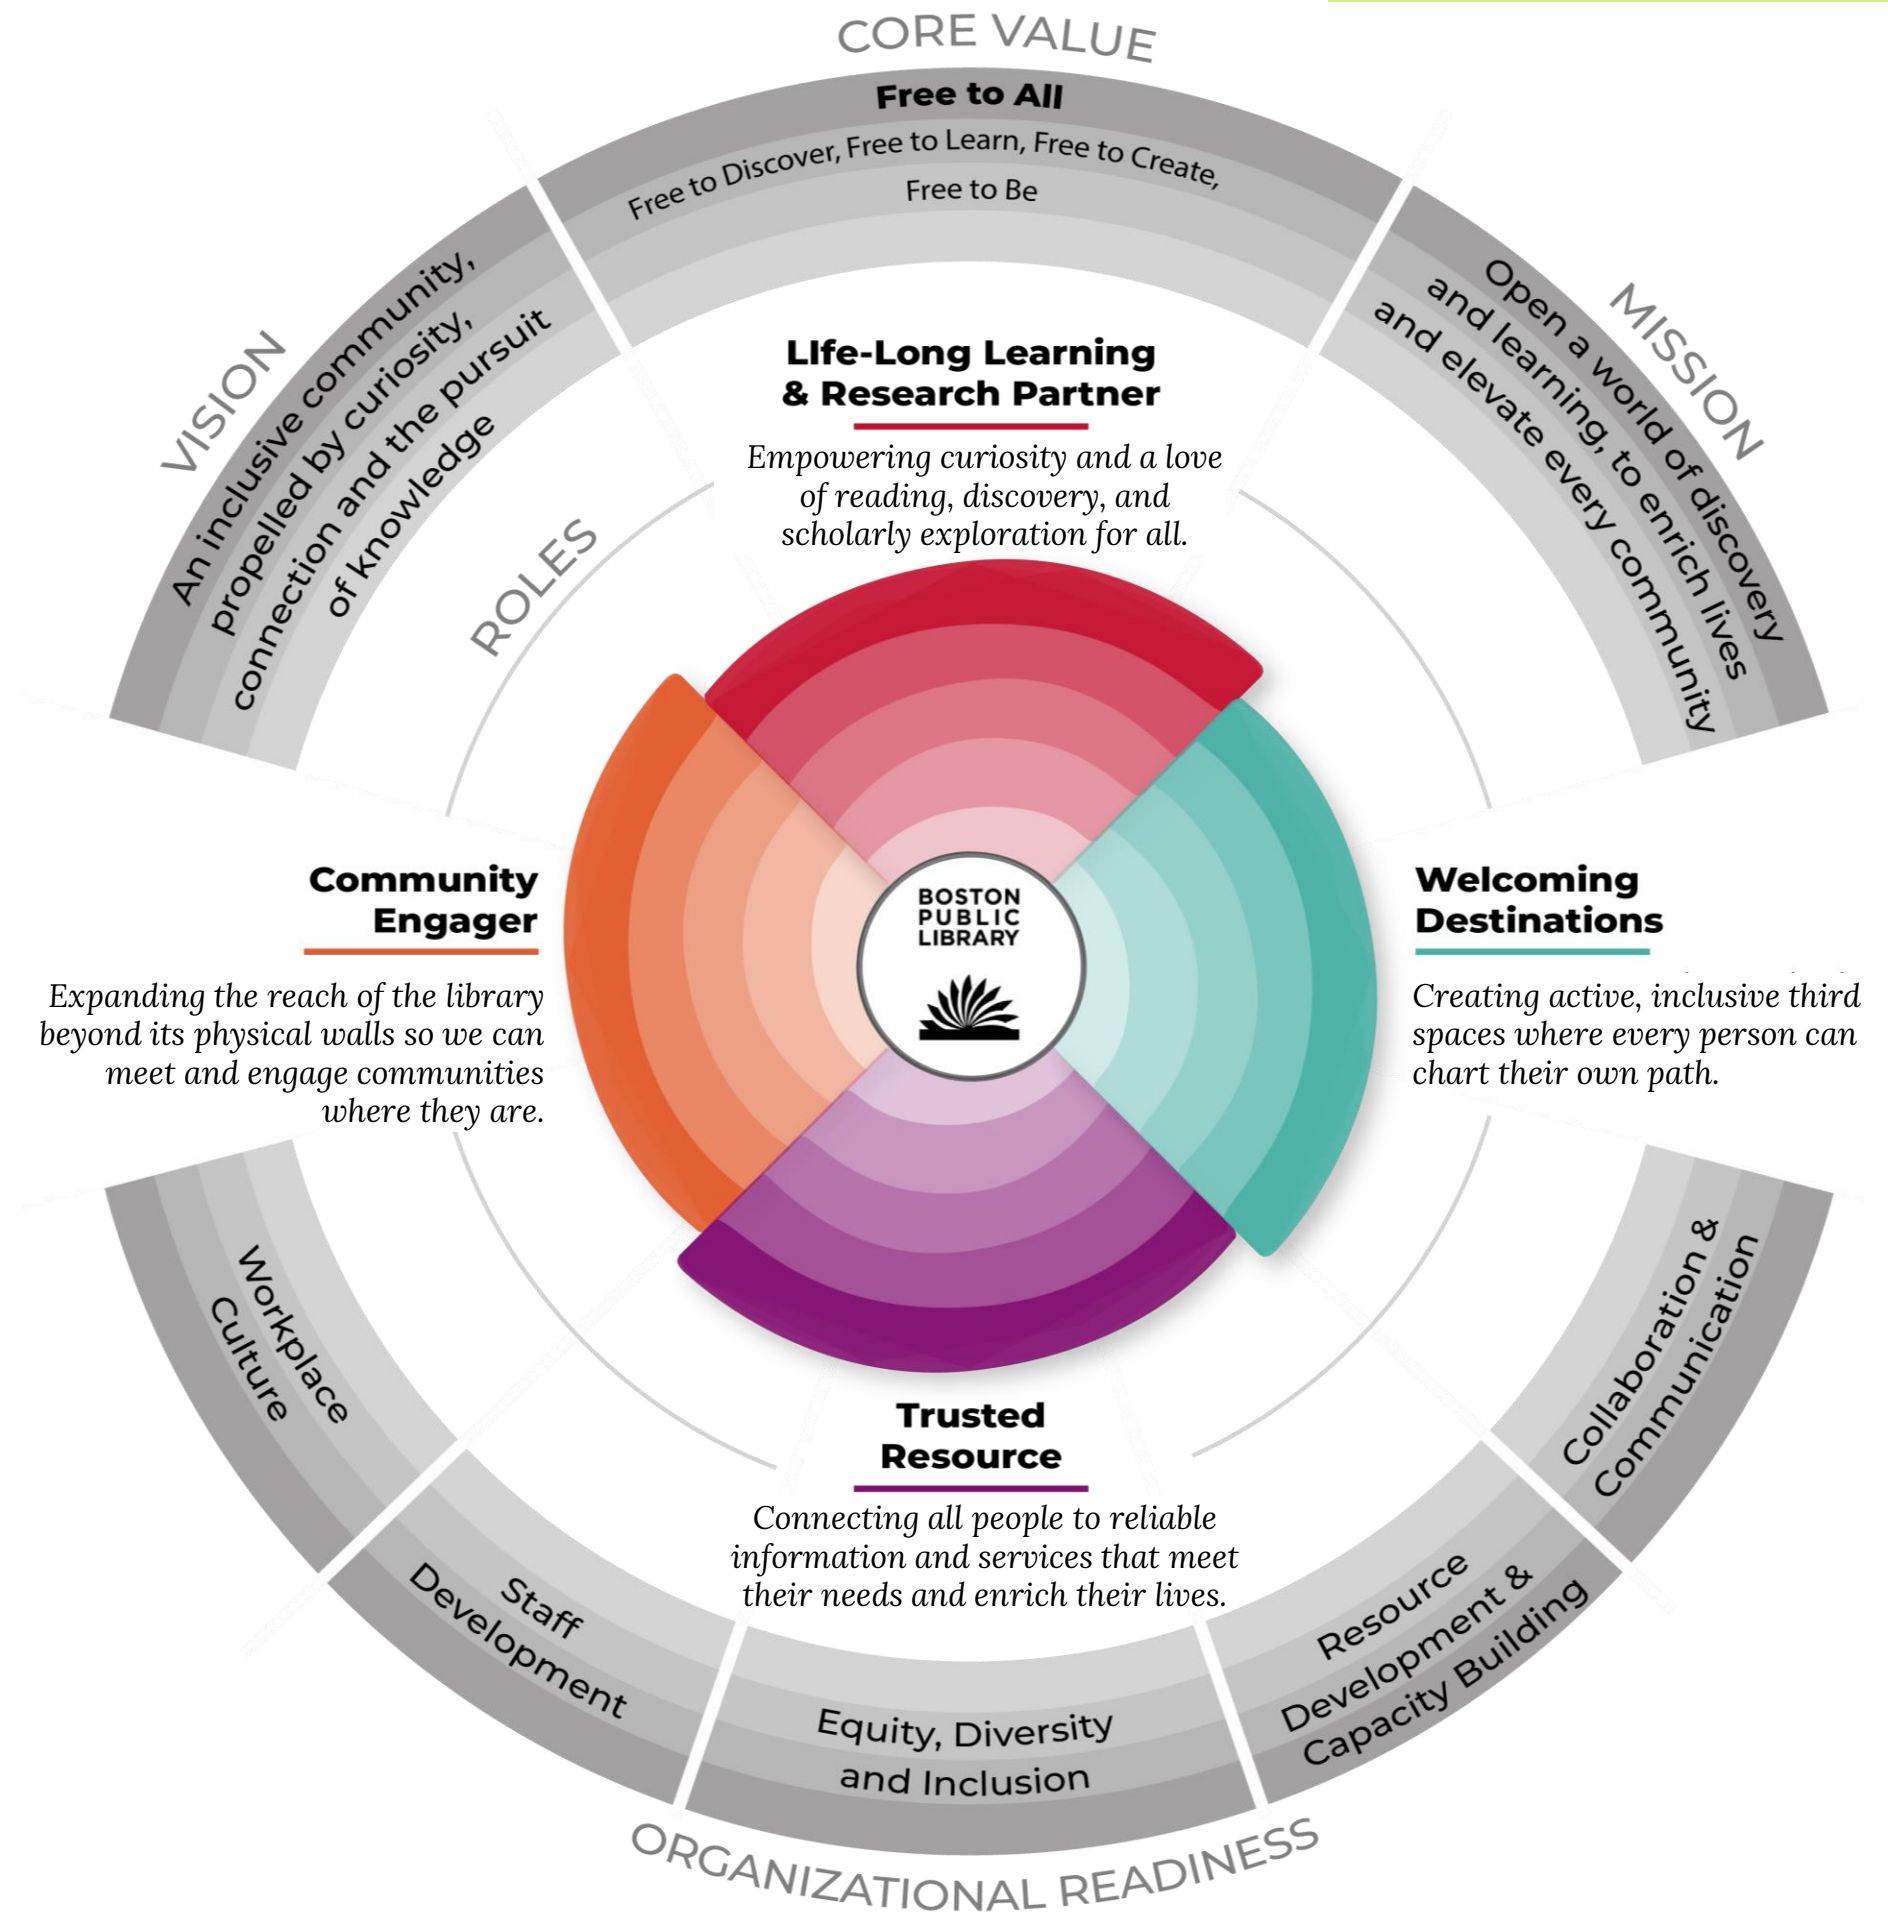 CORE VALUE
Free to All
Free to Discover, Free to Learn, Free to Create,
Free to Be
VISION
An inclusive community,
propelled by curiosity,
connection and the pursuit
of knowledge
MISSION
Open a world of discovery
and learning, to enrich lives
and elevate every community
ROLES
LIfe-Long Learning
& Research Partner
Empowering curiosity and a love
of reading, discovery, and
scholarly exploration for all.
Community
Engager
Expanding the reach of the library
beyond its physical walls so we can
meet and engage communities
where they are.
BOSTON
PUBLIC
LIBRARY
Welcoming
Destinations
Creating active, inclusive third
spaces where every person can
chart their own path.
Trusted
Resource
Connecting all people to reliable
information and services that meet
their needs and enrich their lives.
Workplace
Culture
Staff
Development
Equity, Diversity
and Inclusion
Resource
Development &
Capacity Building
Collaboration &
Communication
ORGANIZATIONAL READINESS